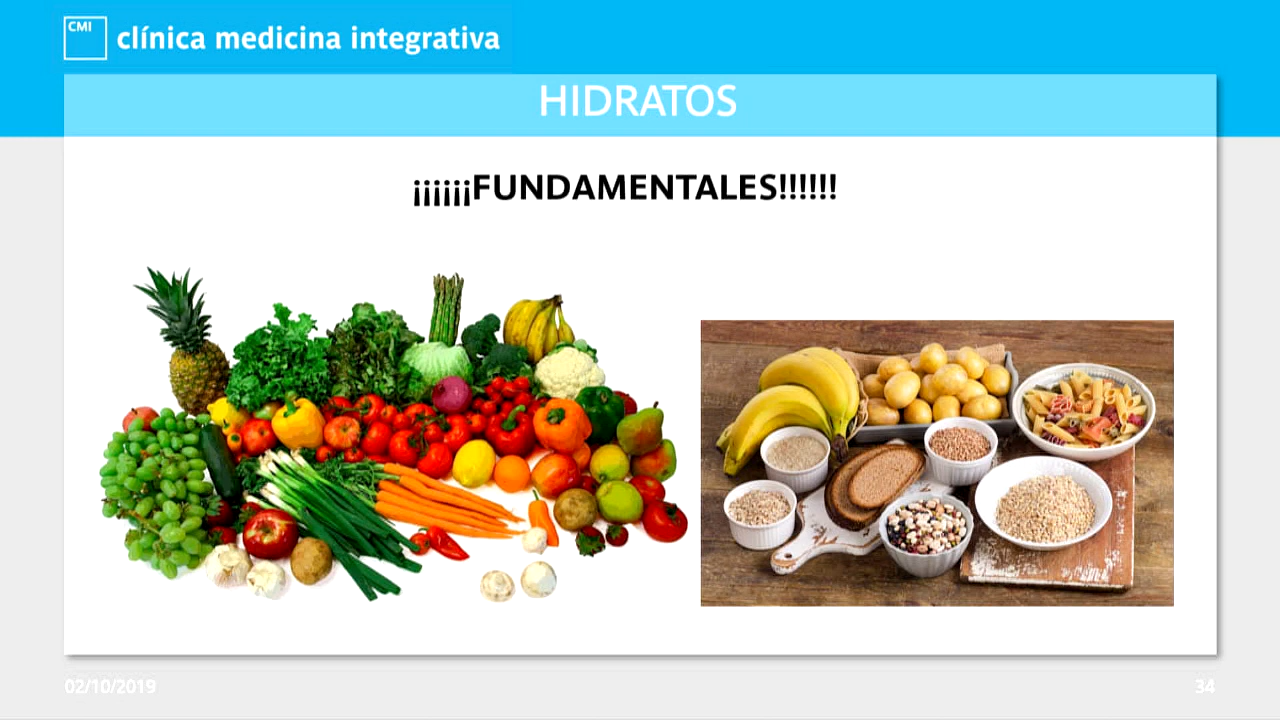 CMI
clínica medicina integrativa
HIDRATOS
¡¡¡¡¡¡FUNDAMENTALES!!!!!!
02/10/2019
34